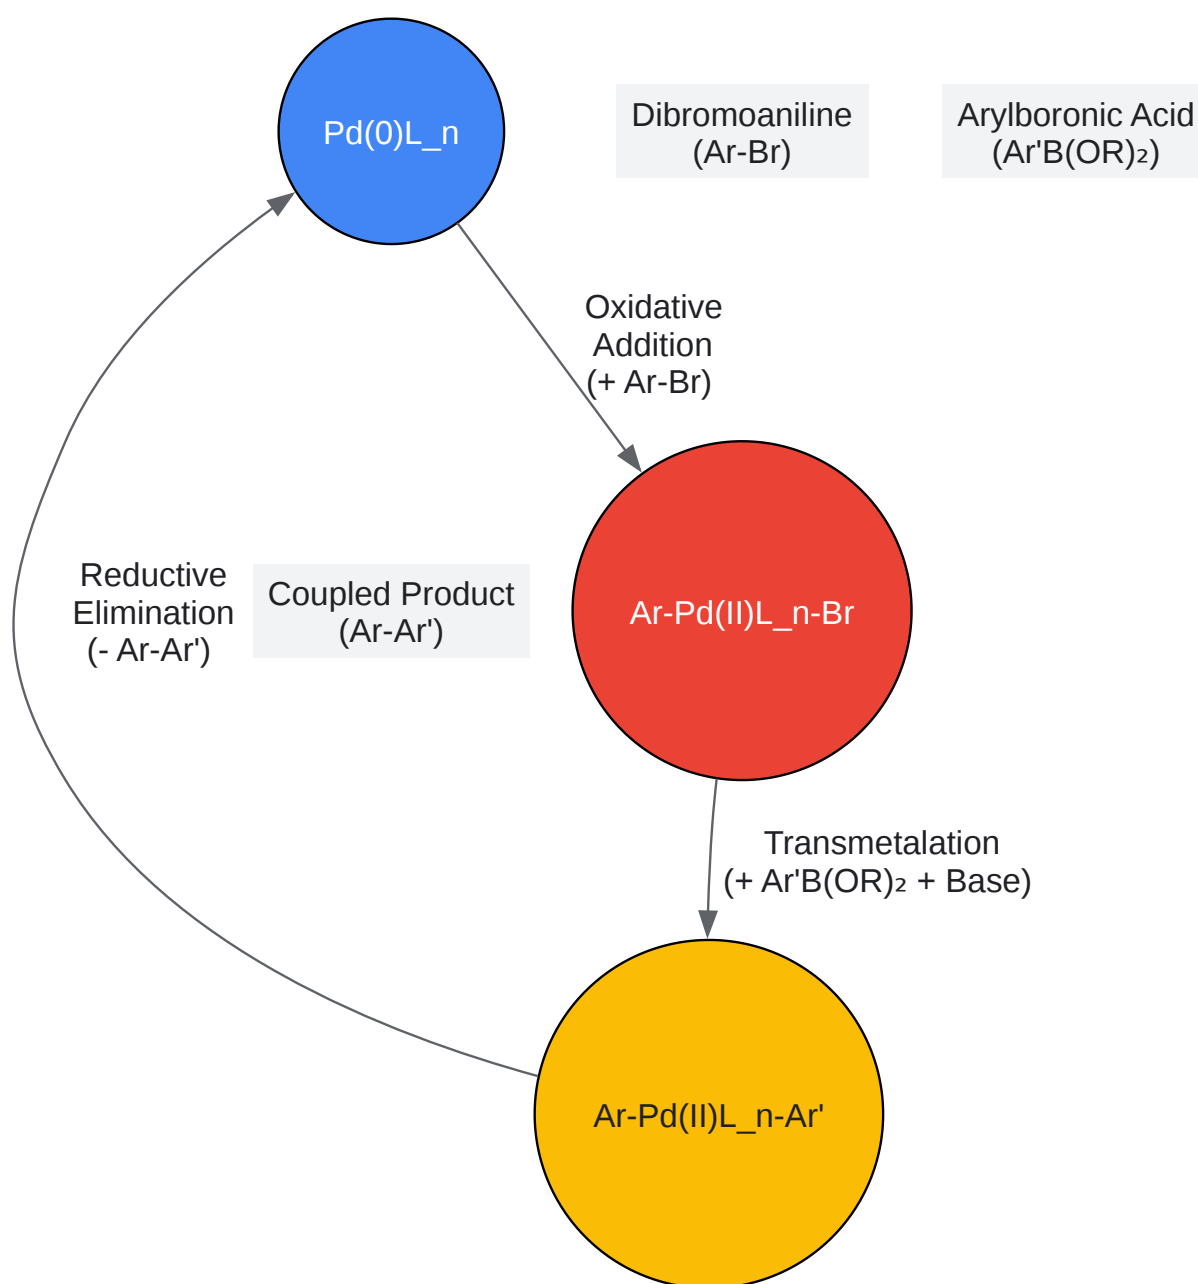 Pd(0)L_n
Dibromoaniline
(Ar-Br)
Arylboronic Acid
(Ar'B(OR)₂)
Oxidative
Addition
(+ Ar-Br)
Reductive
Elimination
(- Ar-Ar')
Coupled Product
(Ar-Ar')
Ar-Pd(II)L_n-Br
Transmetalation
(+ Ar'B(OR)₂ + Base)
Ar-Pd(II)L_n-Ar'